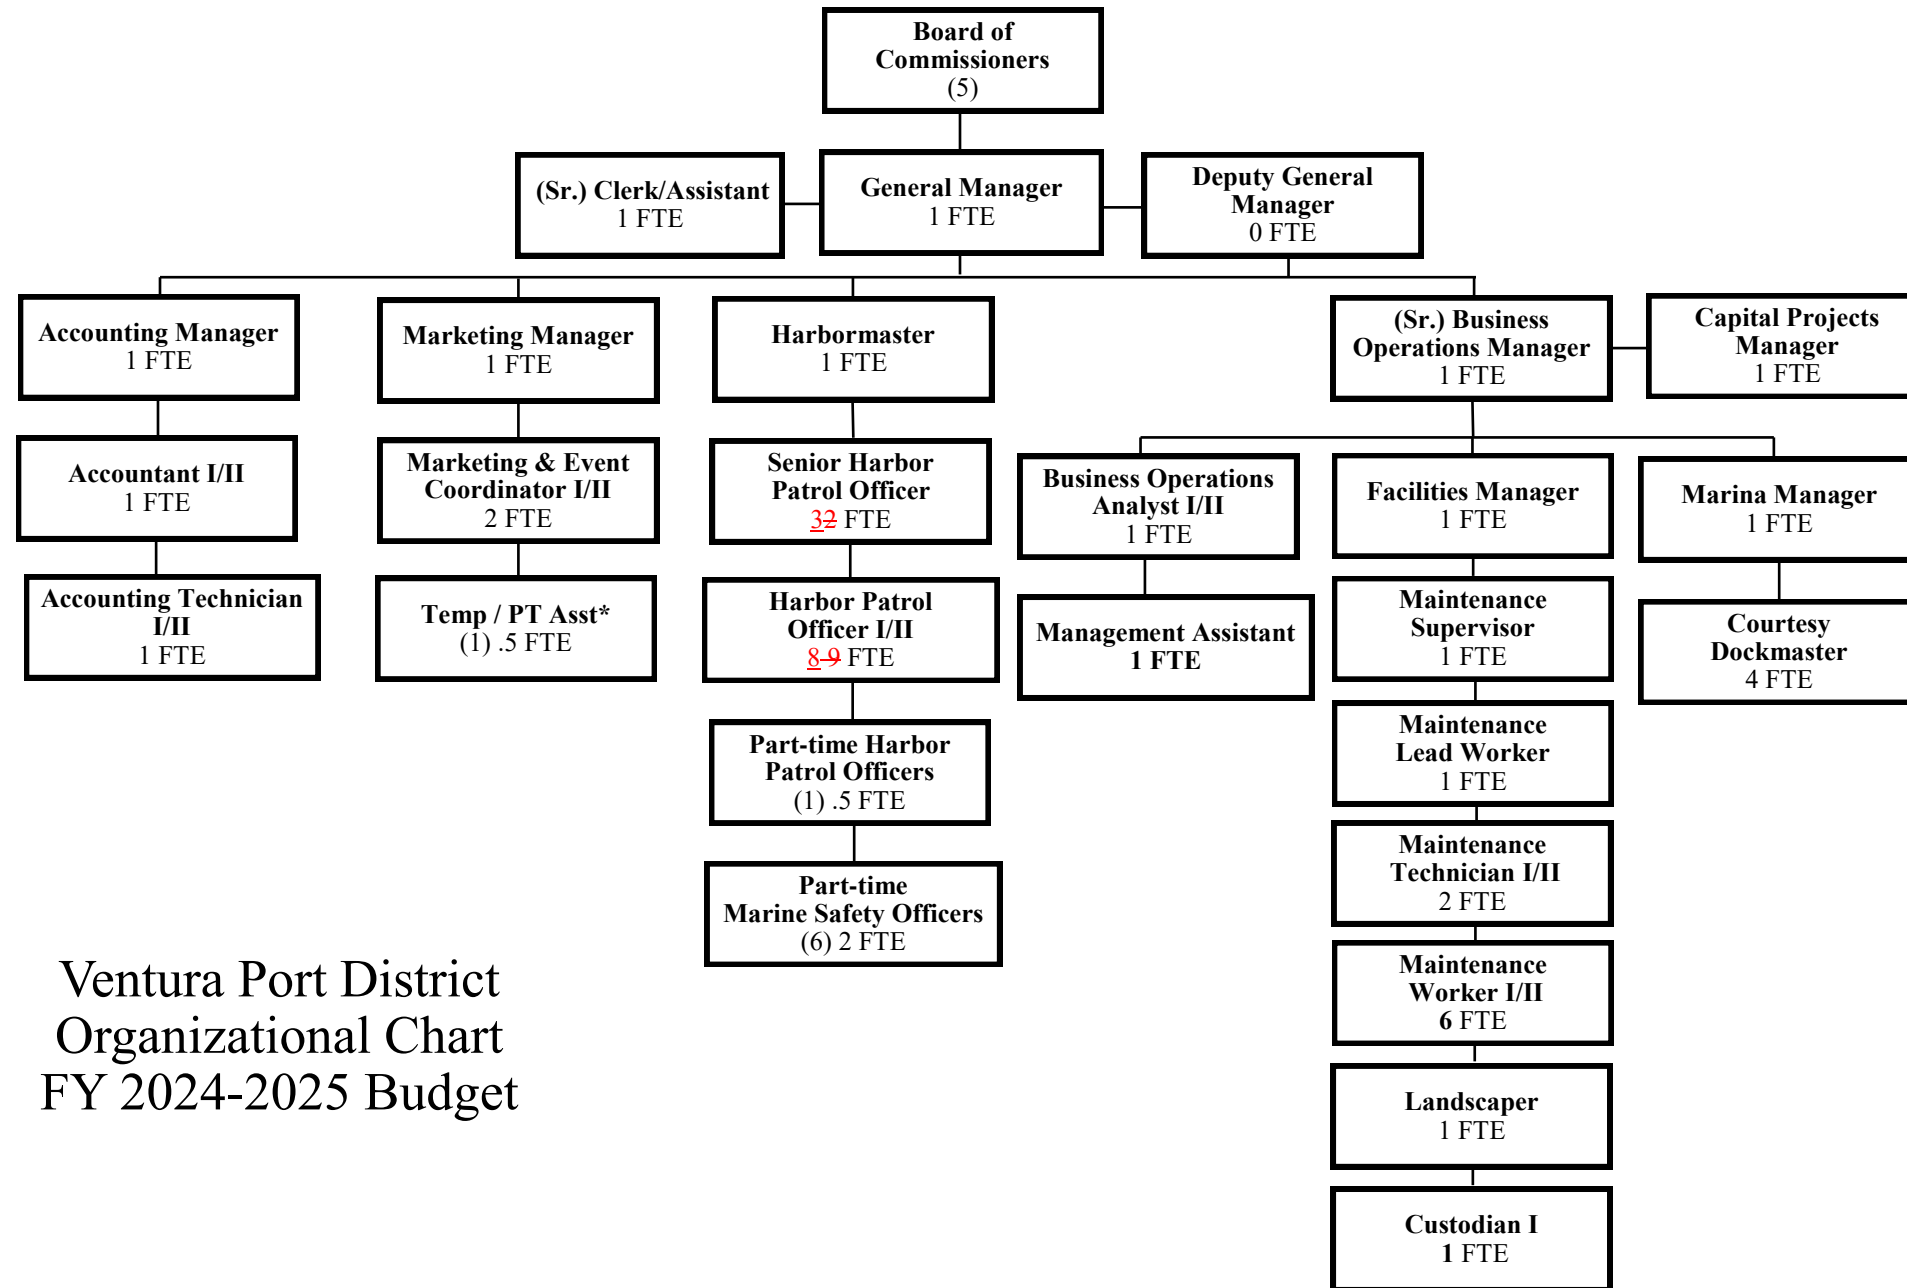 Board of
Commissioners
(5)
(Sr.) Clerk/Assistant
1 FTE
General Manager
1 FTE
Deputy General
Manager
0 FTE
Accounting Manager
1 FTE
Marketing Manager
1 FTE
Harbormaster
1 FTE
(Sr.) Business
Operations Manager
1 FTE
Capital Projects
Manager
1 FTE
Accountant I/II
1 FTE
Marketing & Event
Coordinator I/II
2 FTE
Senior Harbor
Patrol Officer
32 FTE
Business Operations
Analyst I/II
1 FTE
Facilities Manager
1 FTE
Marina Manager
1 FTE
Accounting Technician
I/II
1 FTE
Temp / PT Asst*
(1) .5 FTE
Harbor Patrol
Officer I/II
8 9 FTE
Management Assistant
1 FTE
Maintenance
Supervisor
1 FTE
Courtesy
Dockmaster
4 FTE
Part-time Harbor
Patrol Officers
(1) .5 FTE
Maintenance
Lead Worker
1 FTE
Part-time
Marine Safety Officers
(6) 2 FTE
Maintenance
Technician I/II
2 FTE
Maintenance
Worker I/II
6 FTE
Landscaper
1 FTE
Custodian I
1 FTE
Ventura Port District
Organizational Chart
FY 2024-2025 Budget